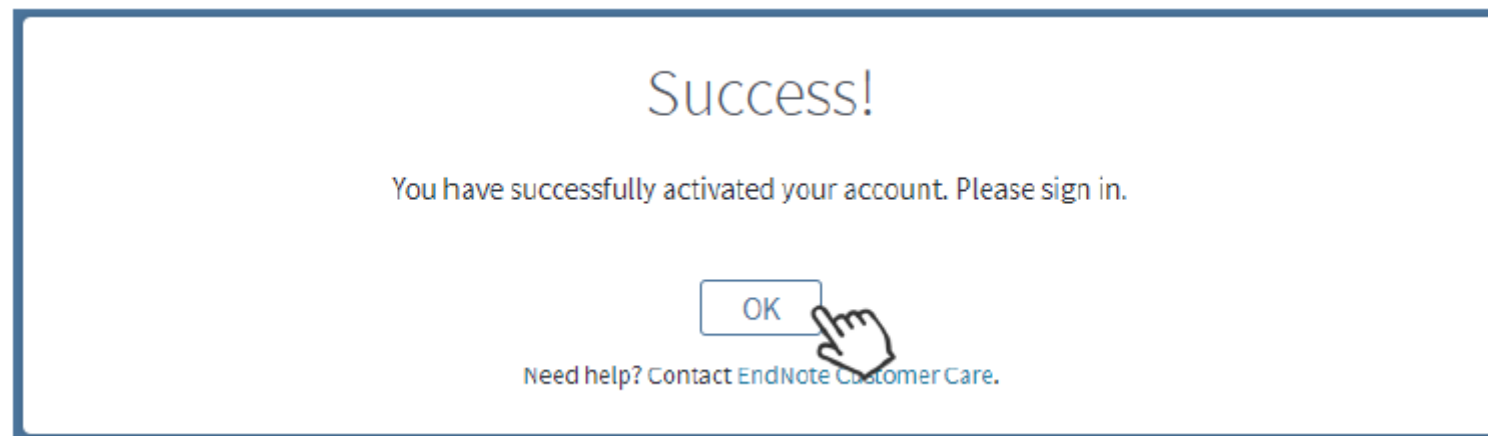 Success!
You have successfully activated your account. Please sign in.
OK
Need help? Contact EndNote Customer Care.